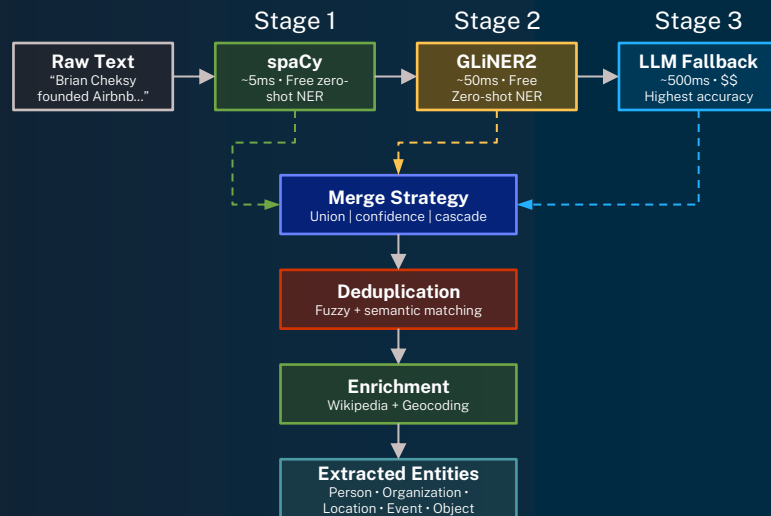 Stage 1
Stage 2
Stage 3
Raw Text
“Brian Cheksy
founded Airbnb...”
spaCy
~5ms • Free zero-
shot NER
GLiNER2
~50ms • Free
Zero-shot NER
LLM Fallback
~500ms • $$
Highest accuracy
Merge Strategy
Union | confidence | cascade
Deduplication
Fuzzy + semantic matching
Enrichment
Wikipedia + Geocoding
Extracted Entities
Person • Organization •
Location • Event • Object